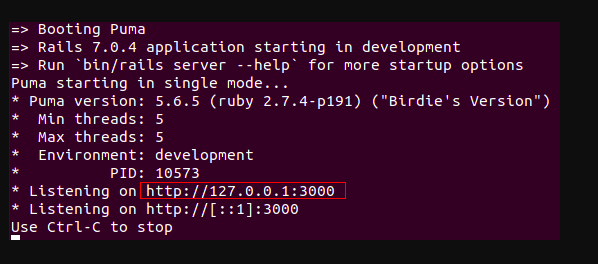 => Booting Puma
=> Rails 7.0.4 application starting in development
=> Run `bin/rails server --help` for more startup options
Puma starting in single mode...
* Puma version: 5.6.5 (ruby 2.7.4-p191) ("Birdie's Version")
*  Min threads: 5
*  Max threads: 5
*  Environment: development
*          PID: 10573
* Listening on http://127.0.0.1:3000
* Listening on http://[::1]:3000
Use Ctrl-C to stop